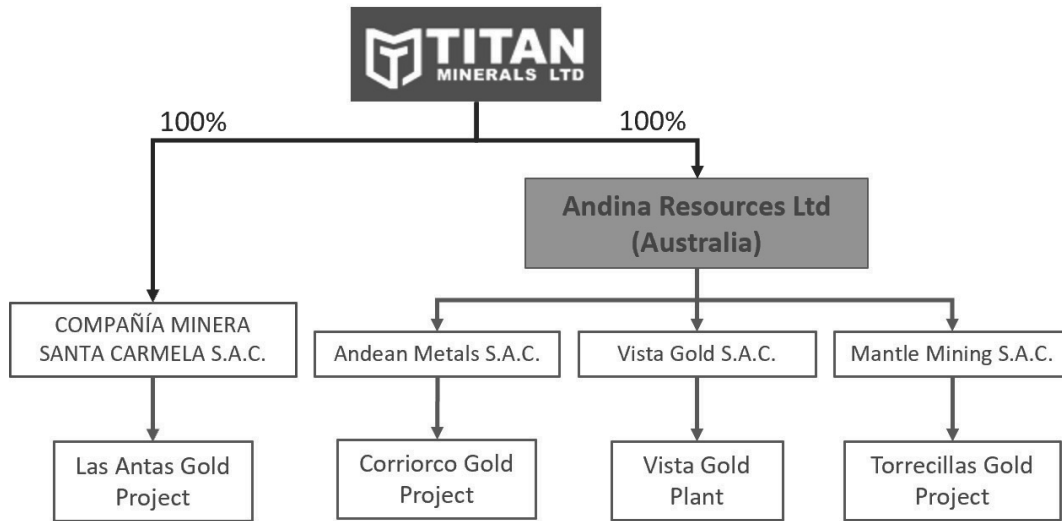 TITAN
MINERALS LTD
100%
100%
Andina Resources Ltd
(Australia)
COMPAÑÍA MINERA
SANTA CARMELA S.A.C.
Andean Metals S.A.C.
Vista Gold S.A.C.
Mantle Mining S.A.C.
Las Antas Gold
Project
Corriorco Gold
Project
Vista Gold
Plant
Torrecillas Gold
Project